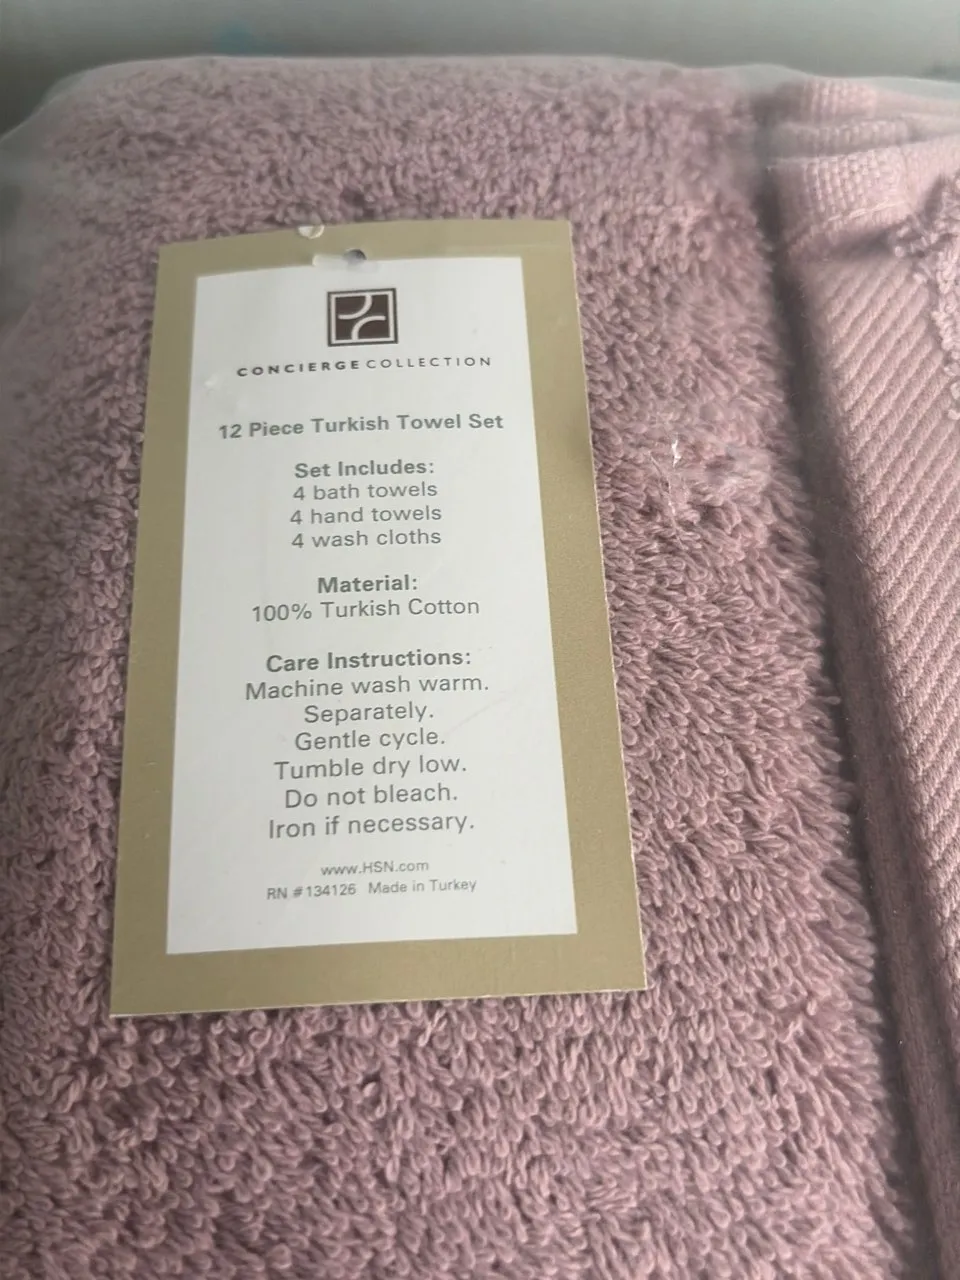 CONCIERGE COLLECTION
12 Piece Turkish Towel Set
Set Includes:
4 bath towels
4 hand towels
4 wash cloths
Material:
100% Turkish Cotton
Care Instructions:
Machine wash warm.
Separately.
Gentle cycle.
Tumble dry low.
Do not bleach.
Iron if necessary.
www.HSN.com
RN #134126 Made in Turkey